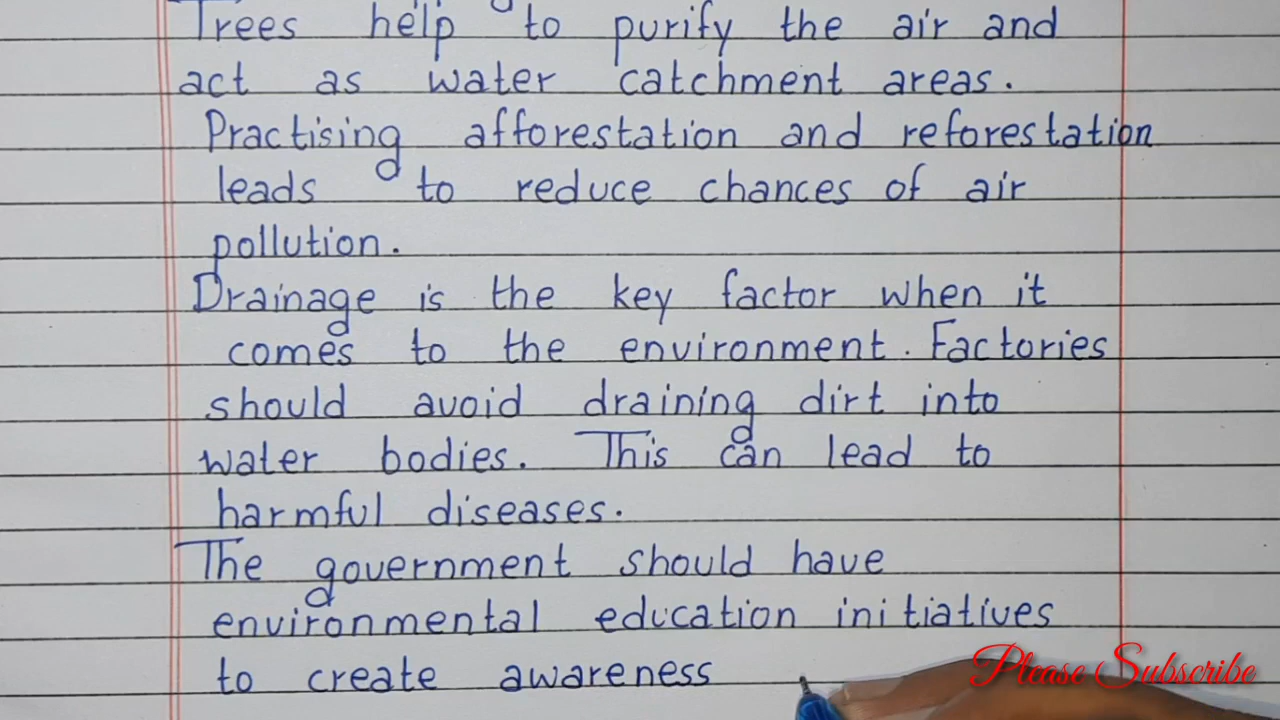 Trees help to purify the air and
act as water catchment areas.
Practising afforestation and reforestation
leads to reduce chances of air
pollution.
Drainage is the key factor when it
comes to the environment. Factories
should avoid draining dirt into
water bodies. This can lead to
harmful diseases.
The government should have
environmental education initiatives
to create awareness
Please Subscribe